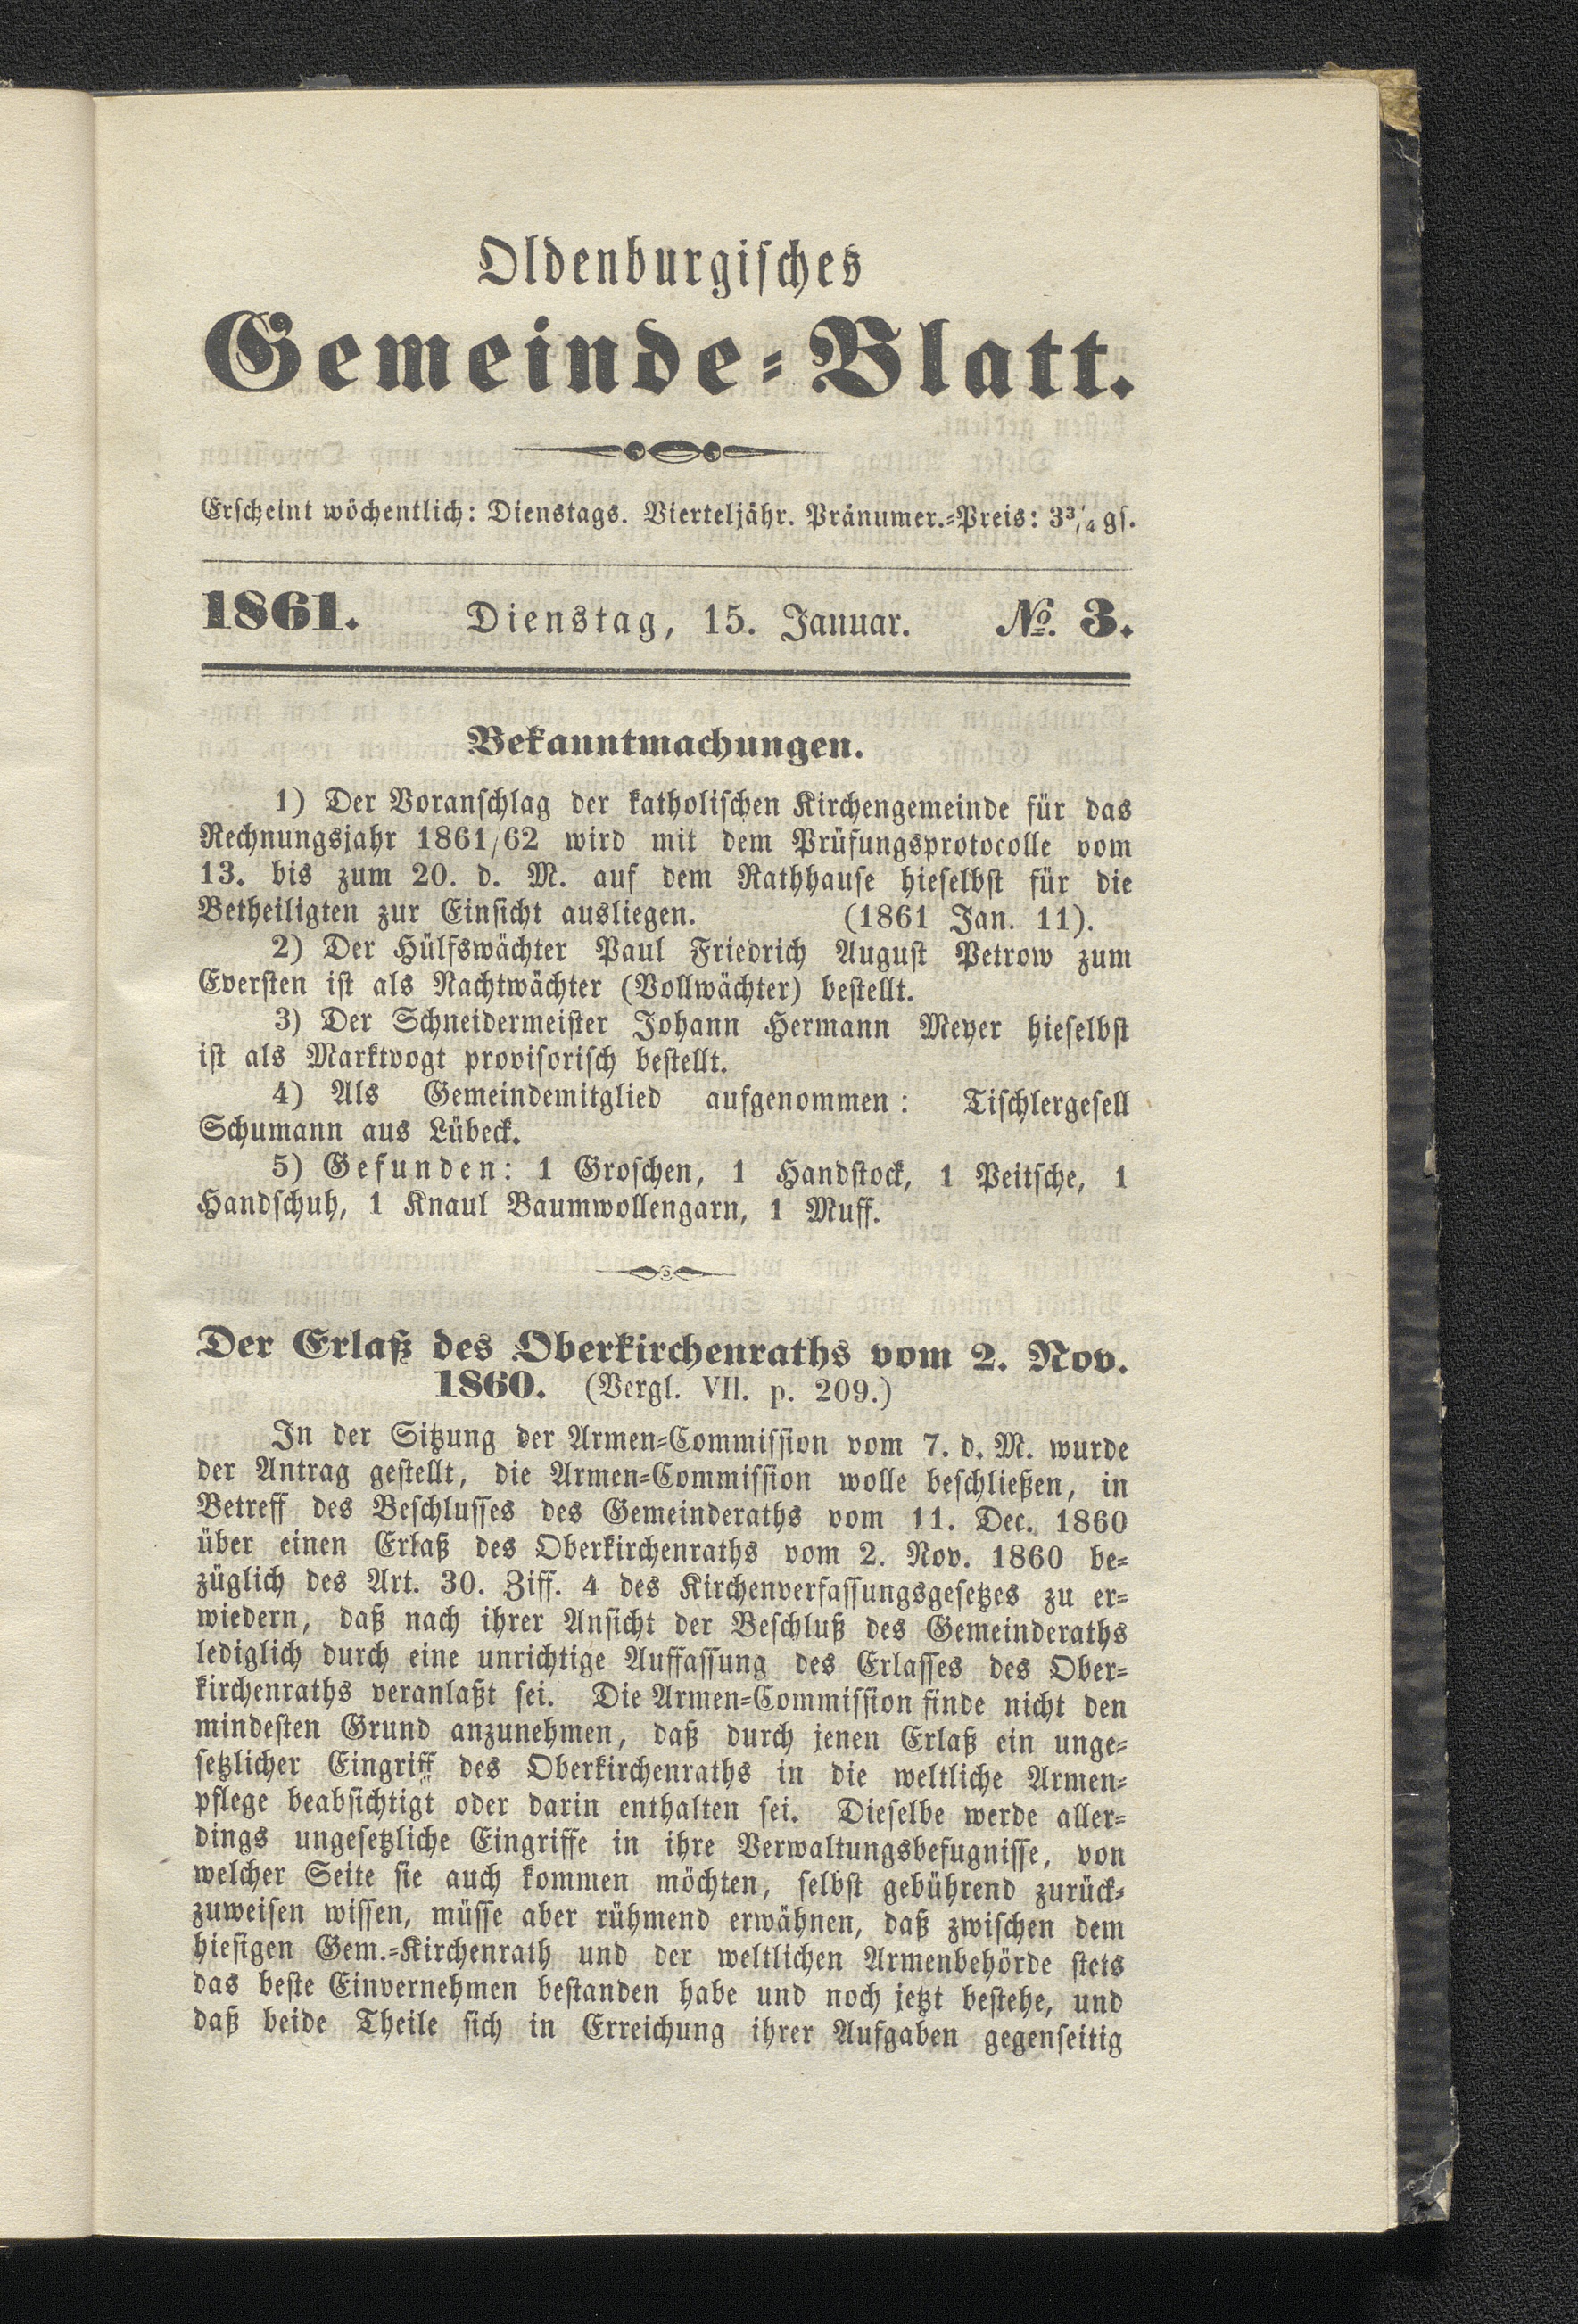 Oldenburgisches
Gemeinde-Blatt.
Erscheint wöchentlich: Dienstags. Vierteljähr. Pränumer.-Preis: 3¾ gs.
1861. Dienstag, 15. Januar. № 3.
Bekanntmachungen.
1) Der Voranschlag der katholischen Kirchengemeinde für das
Rechnungsjahr 1861/62 wird mit dem Prüfungsprotocolle vom
13. bis zum 20. d. M. auf dem Rathhause hieselbst für die
Betheiligten zur Einsicht ausliegen. (1861 Jan. 11).
2) Der Hülfswächter Paul Friedrich August Petrow zum
Eversten ist als Nachtwächter (Vollwächter) bestellt.
3) Der Schneidermeister Johann Hermann Meyer hieselbst
ist als Marktvogt provisorisch bestellt.
4) Als Gemeindemitglied aufgenommen: Tischlergesell
Schumann aus Lübeck.
5) Gefunden: 1 Groschen, 1 Handstock, 1 Peitsche, 1
Handschuh, 1 Knaul Baumwollengarn, 1 Muff.
Der Erlaß des Oberkirchenraths vom 2. Nov.
1860. (Vergl. VII. p. 209.)
In der Sitzung der Armen-Commission vom 7. d. M. wurde
der Antrag gestellt, die Armen-Commission wolle beschließen, in
Betreff des Beschlusses des Gemeinderaths vom 11. Dec. 1860
über einen Erlaß des Oberkirchenraths vom 2. Nov. 1860 be-
züglich des Art. 30. Ziff. 4 des Kirchenverfassungsgesetzes zu er-
wiedern, daß nach ihrer Ansicht der Beschluß des Gemeinderaths
lediglich durch eine unrichtige Auffassung des Erlasses des Ober-
kirchenraths veranlaßt sei. Die Armen-Commission finde nicht den
mindesten Grund anzunehmen, daß durch jenen Erlaß ein unge-
setzlicher Eingriff des Oberkirchenraths in die weltliche Armen-
pflege beabsichtigt oder darin enthalten sei. Dieselbe werde aller-
dings ungesetzliche Eingriffe in ihre Verwaltungsbefugnisse, von
welcher Seite sie auch kommen möchten, selbst gebührend zurück-
zuweisen wissen, müsse aber rühmend erwähnen, daß zwischen dem
hiesigen Gem.-Kirchenrath und der weltlichen Armenbehörde stets
das beste Einvernehmen bestanden habe und noch jetzt bestehe, und
daß beide Theile sich in Erreichung ihrer Aufgaben gegenseitig